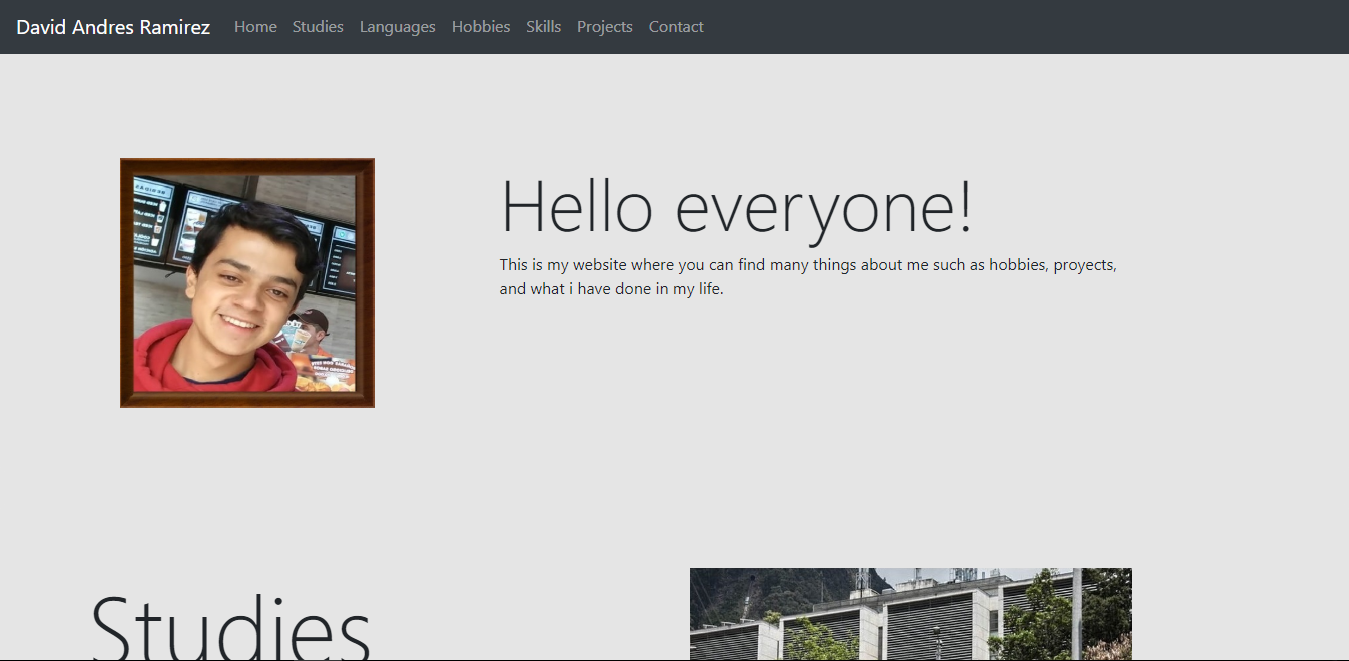 David Andres Ramirez Home Studies Languages Hobbies Skills Projects Contact
Hello everyone!
This is my website where you can find many things about me such as hobbies, proyects,
and what i have done in my life.
Studies